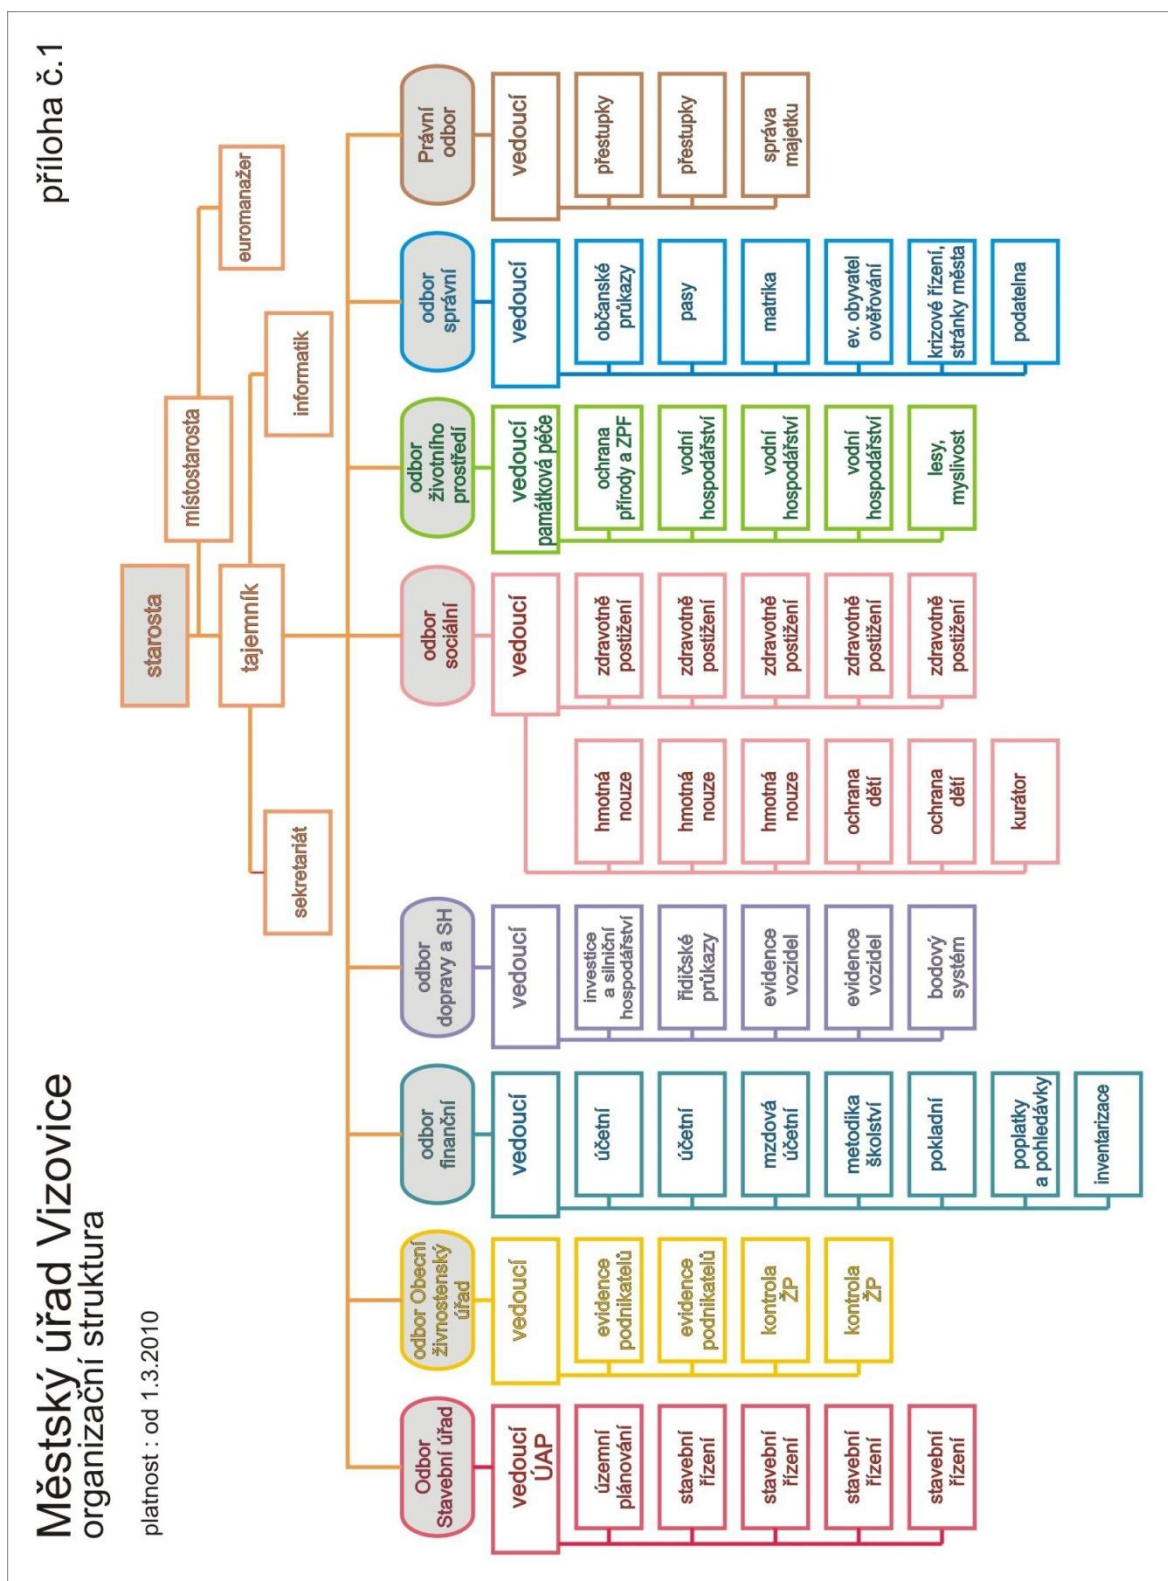 Městský úřad Vizovice
organizační struktura
platnost : od 1.3.2010
příloha č.1
starosta
místostarosta
euromanažer
tajemník
sekretariát
informatik
Odbor
Stavební úřad
vedoucí
ÚAP
územní
plánování
stavební
řízení
stavební
řízení
stavební
řízení
stavební
řízení
odbor Obecní
živnostenský
úřad
vedoucí
evidence
podnikatelů
evidence
podnikatelů
kontrola
ŽP
kontrola
ŽP
odbor
finanční
vedoucí
účetní
účetní
mzdová
účetní
metodika
školství
pokladní
poplatky
a pohledávky
inventarizace
odbor
dopravy a SH
vedoucí
investice
a silniční
hospodářství
řidičské
průkazy
evidence
vozidel
evidence
vozidel
bodový
systém
odbor
sociální
vedoucí
hmotná
nouze
hmotná
nouze
hmotná
nouze
ochrana
dětí
ochrana
dětí
kurátor
zdravotně
postižení
zdravotně
postižení
zdravotně
postižení
zdravotně
postižení
zdravotně
postižení
odbor
životního
prostředí
vedoucí
památková péče
ochrana
přírody a ZPF
vodní
hospodářství
vodní
hospodářství
vodní
hospodářství
lesy,
myslivost
odbor
správní
vedoucí
občanské
průkazy
pasy
matrika
ev. obyvatel
ověřování
krizové řízení,
stránky města
podatelna
Právní
odbor
vedoucí
přestupky
přestupky
správa
majetku